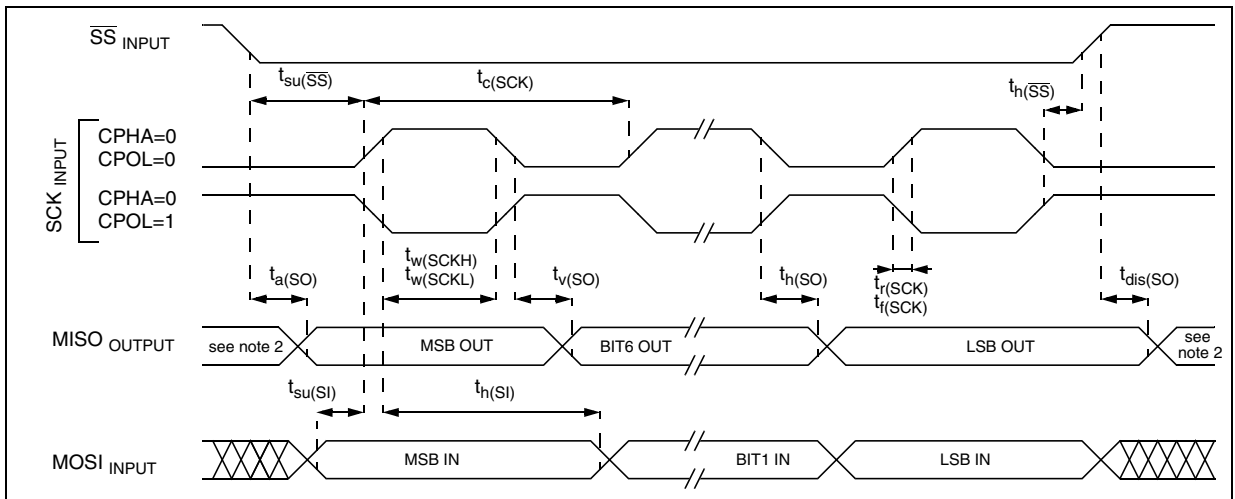 SS INPUT
tsu(SS)
tc(SCK)
th(SS)
SCK INPUT
CPHA=0
CPOL=0
CPHA=0
CPOL=1
ta(SO)
tw(SCKH)
tw(SCKL)
tv(SO)
th(SO)
tr(SCK)
tf(SCK)
tdis(SO)
MISO OUTPUT
see note 2
MSB OUT
BIT6 OUT
LSB OUT
see
note 2
tsu(SI)
th(SI)
MOSI INPUT
MSB IN
BIT1 IN
LSB IN